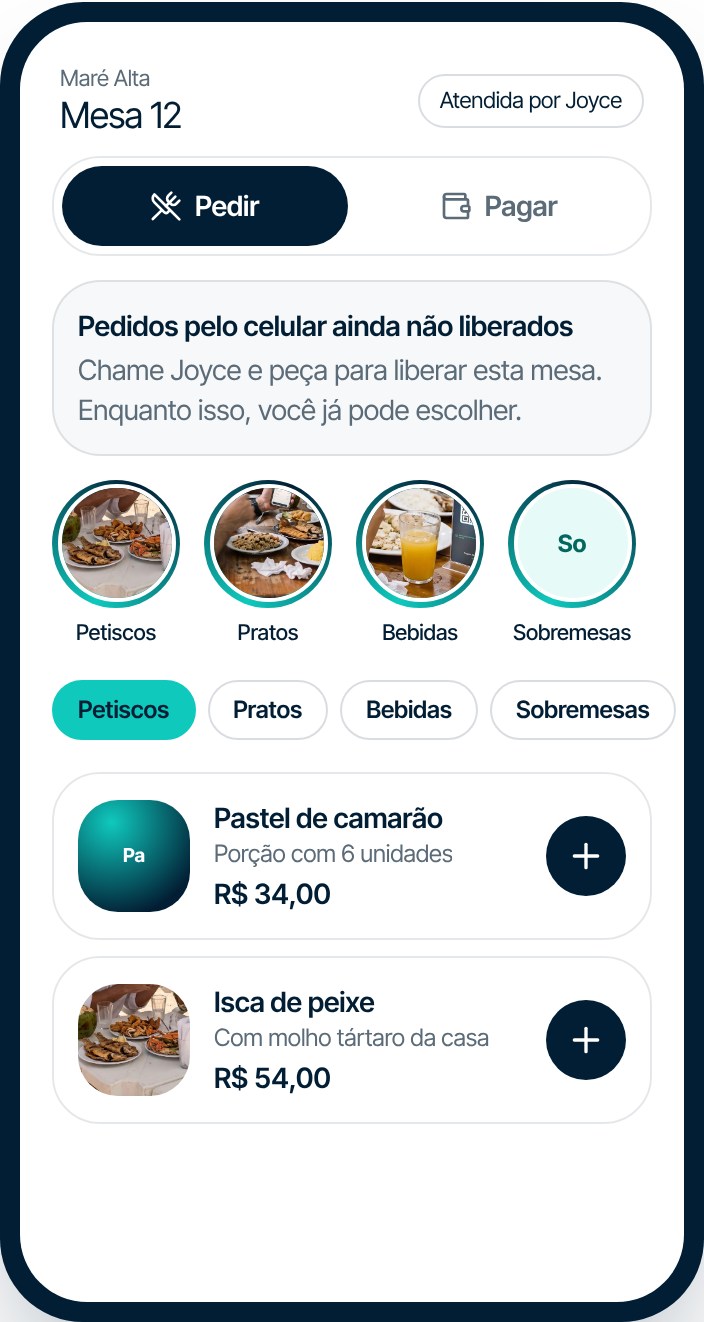 Maré Alta
Mesa 12
Atendida por Joyce
Pedir
Pagar
Pedidos pelo celular ainda não liberados
Chame Joyce e peça para liberar esta mesa.
Enquanto isso, você já pode escolher.
So
Petiscos
Pratos
Bebidas
Sobremesas
Petiscos
Pratos
Bebidas
Sobremesas
Pa
Pastel de camarão
Porção com 6 unidades
R$ 34,00
Isca de peixe
Com molho tártaro da casa
R$ 54,00